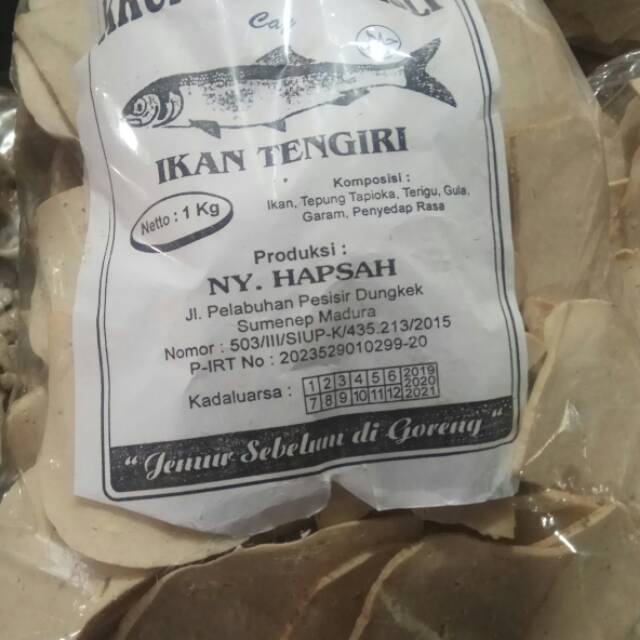 Cap
IKAN TENGIRI
Komposisi :
Ikan, Tepung Tapioka, Terigu, Gula,
Garam, Penyedap Rasa
Netto : 1 Kg
Produksi :
NY. HAPSAH
Jl. Pelabuhan Pesisir Dungkek
Sumenep Madura
Nomor : 503/III/SIUP-K/435.213/2015
P-IRT No : 2023529010299-20
Kadaluarsa : 1 2 3 4 5 6 2019
2020
7 8 9 10 11 12 2021
"Jemur Sebelum di Goreng"